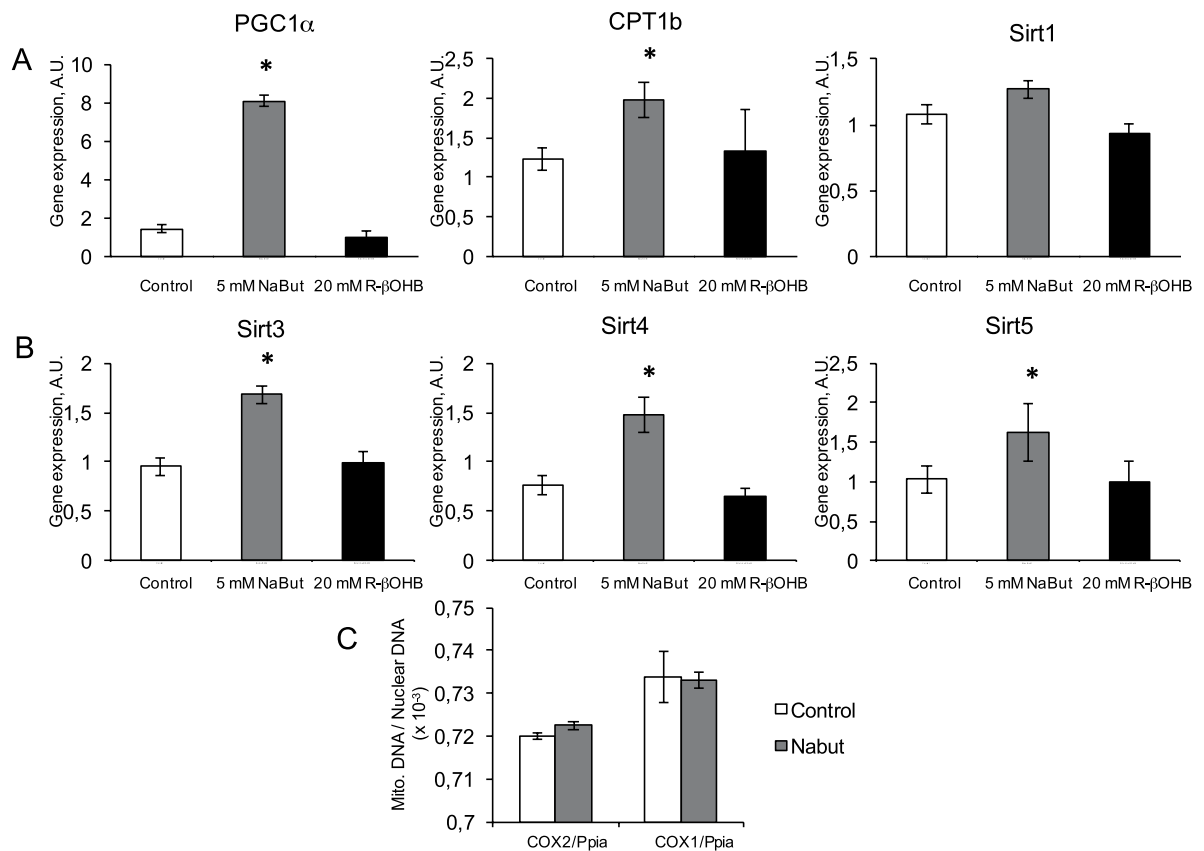 A
PGC1α
Gene expression, A.U.
10
8
6
4
2
0
*
Control
5 mM NaBut
20 mM R-βOHB
CPT1b
Gene expression, A.U.
2,5
2
1,5
1
0,5
0
*
Control
5 mM NaBut
20 mM R-βOHB
Sirt1
Gene expression, A.U.
1,5
1
0,5
0
Control
5 mM NaBut
20 mM R-βOHB
B
Sirt3
Gene expression, A.U.
2
1,5
1
0,5
0
*
Control
5 mM NaBut
20 mM R-βOHB
Sirt4
Gene expression, A.U.
2
1,5
1
0,5
0
*
Control
5 mM NaBut
20 mM R-βOHB
Sirt5
Gene expression, A.U.
2,5
2
1,5
1
0,5
0
*
Control
5 mM NaBut
20 mM R-βOHB
C
Mito. DNA / Nuclear DNA
(x 10⁻³)
0,75
0,74
0,73
0,72
0,71
0,7
COX2/Ppia
COX1/Ppia
Control
Nabut